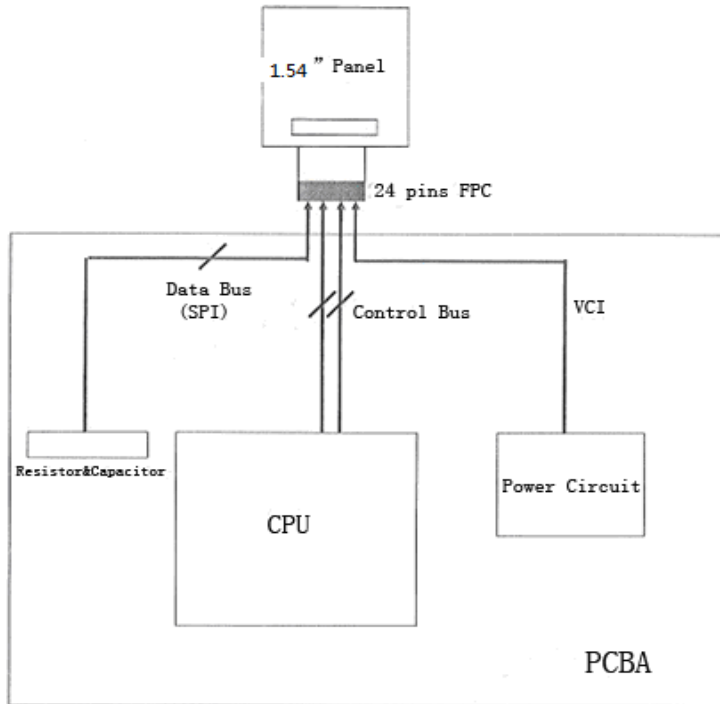 1.54 ” Panel
24 pins FPC
Data Bus
(SPI)
Control Bus
VCI
Resistor&Capacitor
CPU
Power Circuit
PCBA